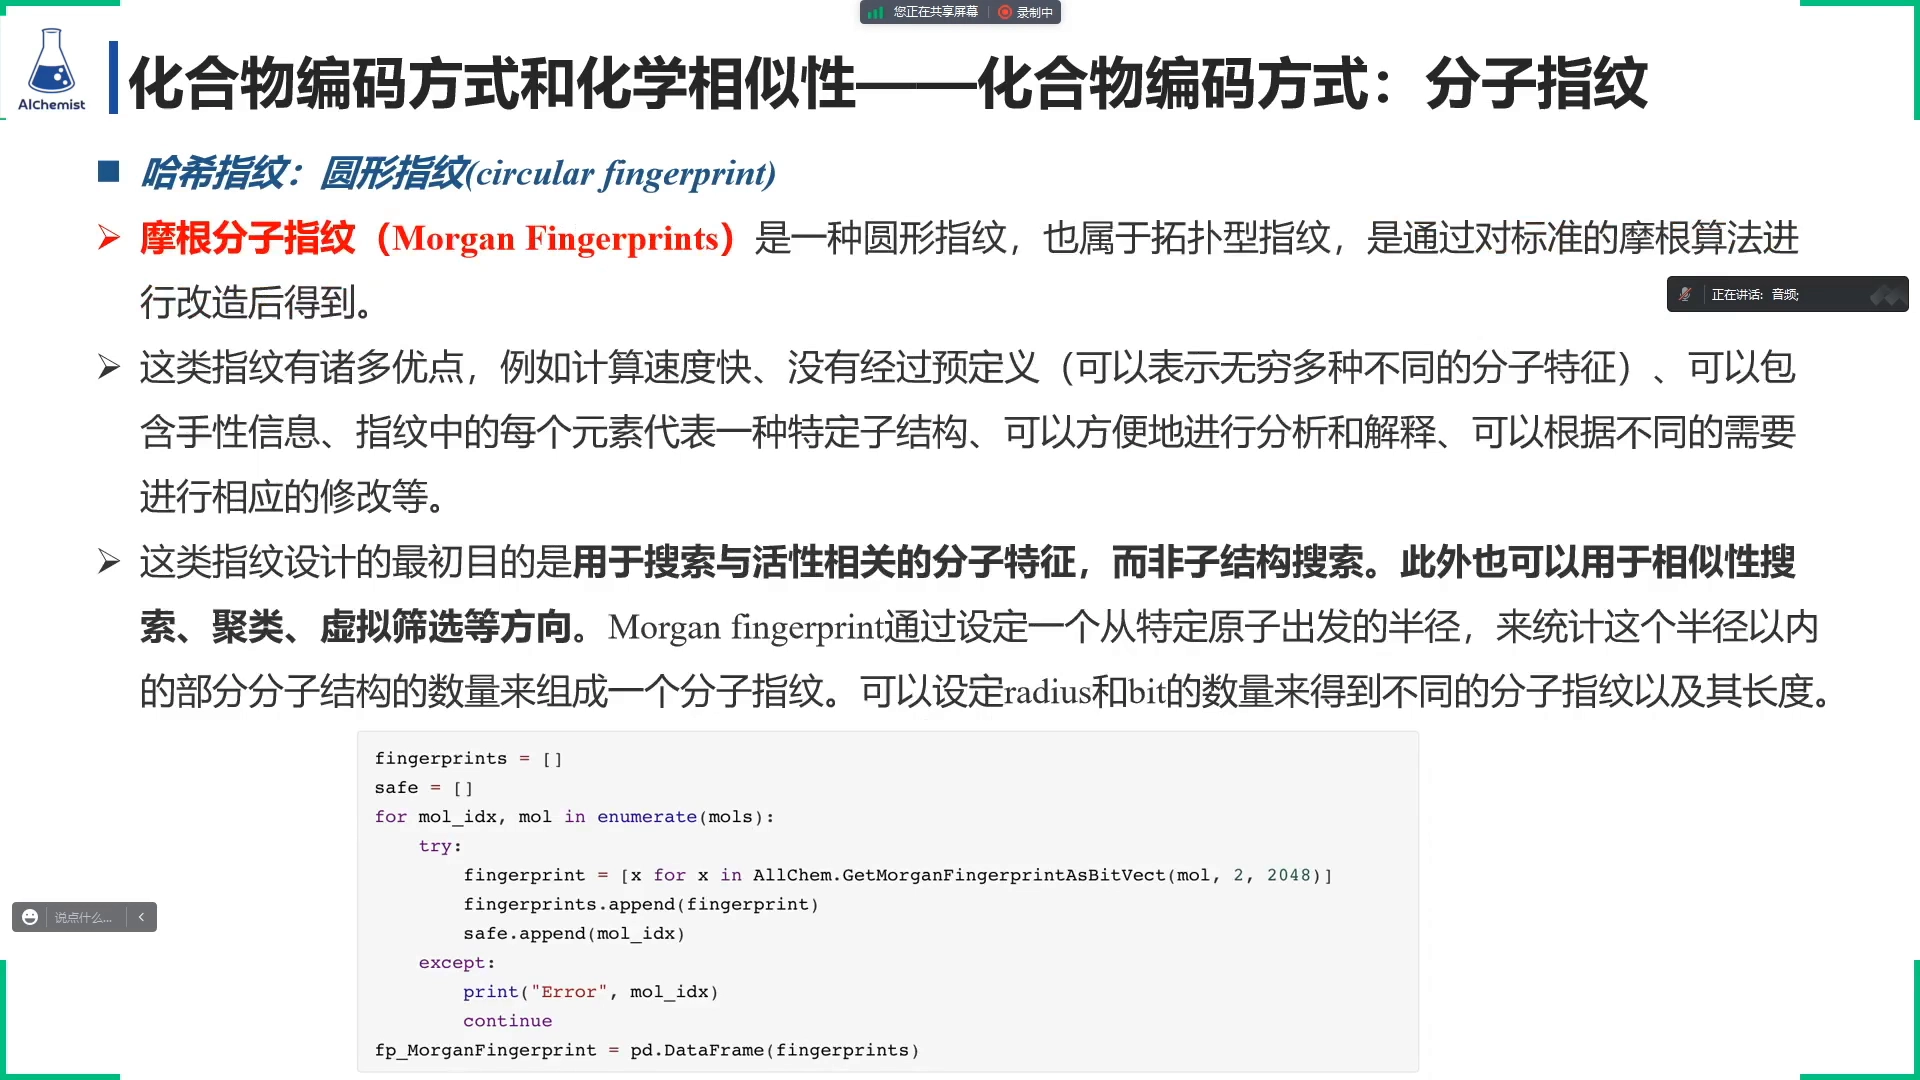 您正在共享屏幕 录制中
AIChemist
化合物编码方式和化学相似性——化合物编码方式：分子指纹
哈希指纹：圆形指纹(circular fingerprint)
摩根分子指纹（Morgan Fingerprints）是一种圆形指纹，也属于拓扑型指纹，是通过对标准的摩根算法进
行改造后得到。
正在讲话: 音频;
这类指纹有诸多优点，例如计算速度快、没有经过预定义（可以表示无穷多种不同的分子特征）、可以包
含手性信息、指纹中的每个元素代表一种特定子结构、可以方便地进行分析和解释、可以根据不同的需要
进行相应的修改等。
这类指纹设计的最初目的是用于搜索与活性相关的分子特征，而非子结构搜索。此外也可以用于相似性搜
索、聚类、虚拟筛选等方向。Morgan fingerprint通过设定一个从特定原子出发的半径，来统计这个半径以内
的部分分子结构的数量来组成一个分子指纹。可以设定radius和bit的数量来得到不同的分子指纹以及其长度。
fingerprints = []
safe = []
for mol_idx, mol in enumerate(mols):
    try:
        fingerprint = [x for x in AllChem.GetMorganFingerprintAsBitVect(mol, 2, 2048)]
        fingerprints.append(fingerprint)
        safe.append(mol_idx)
    except:
        print("Error", mol_idx)
        continue
fp_MorganFingerprint = pd.DataFrame(fingerprints)
说点什么...